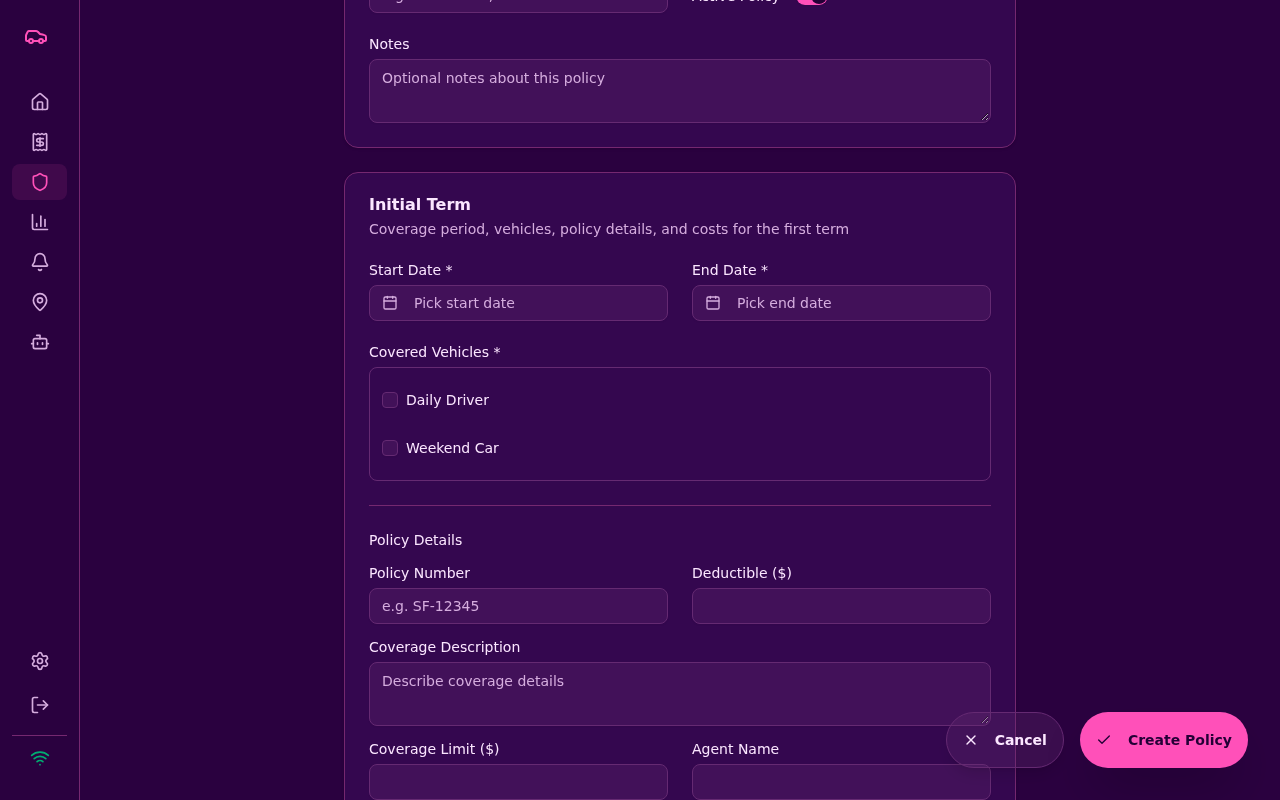 Notes
Optional notes about this policy
Initial Term
Coverage period, vehicles, policy details, and costs for the first term
Start Date *
End Date *
Pick start date
Pick end date
Covered Vehicles *
Daily Driver
Weekend Car
Policy Details
Policy Number
Deductible ($)
e.g. SF-12345
Coverage Description
Describe coverage details
Coverage Limit ($)
Agent Name
Cancel
Create Policy